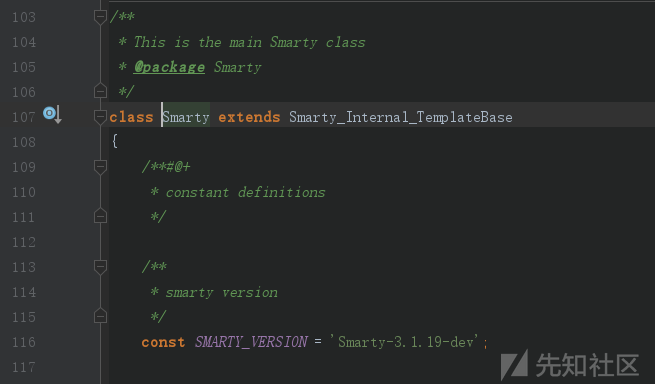 103 /**
104 * This is the main Smarty class
105 * @package Smarty
106 */
107 class Smarty extends Smarty_Internal_TemplateBase
108 {
109 /**#@+
110 * constant definitions
111 */
112
113 /**
114 * smarty version
115 */
116 const SMARTY_VERSION = 'Smarty-3.1.19-dev';
117
先知社区